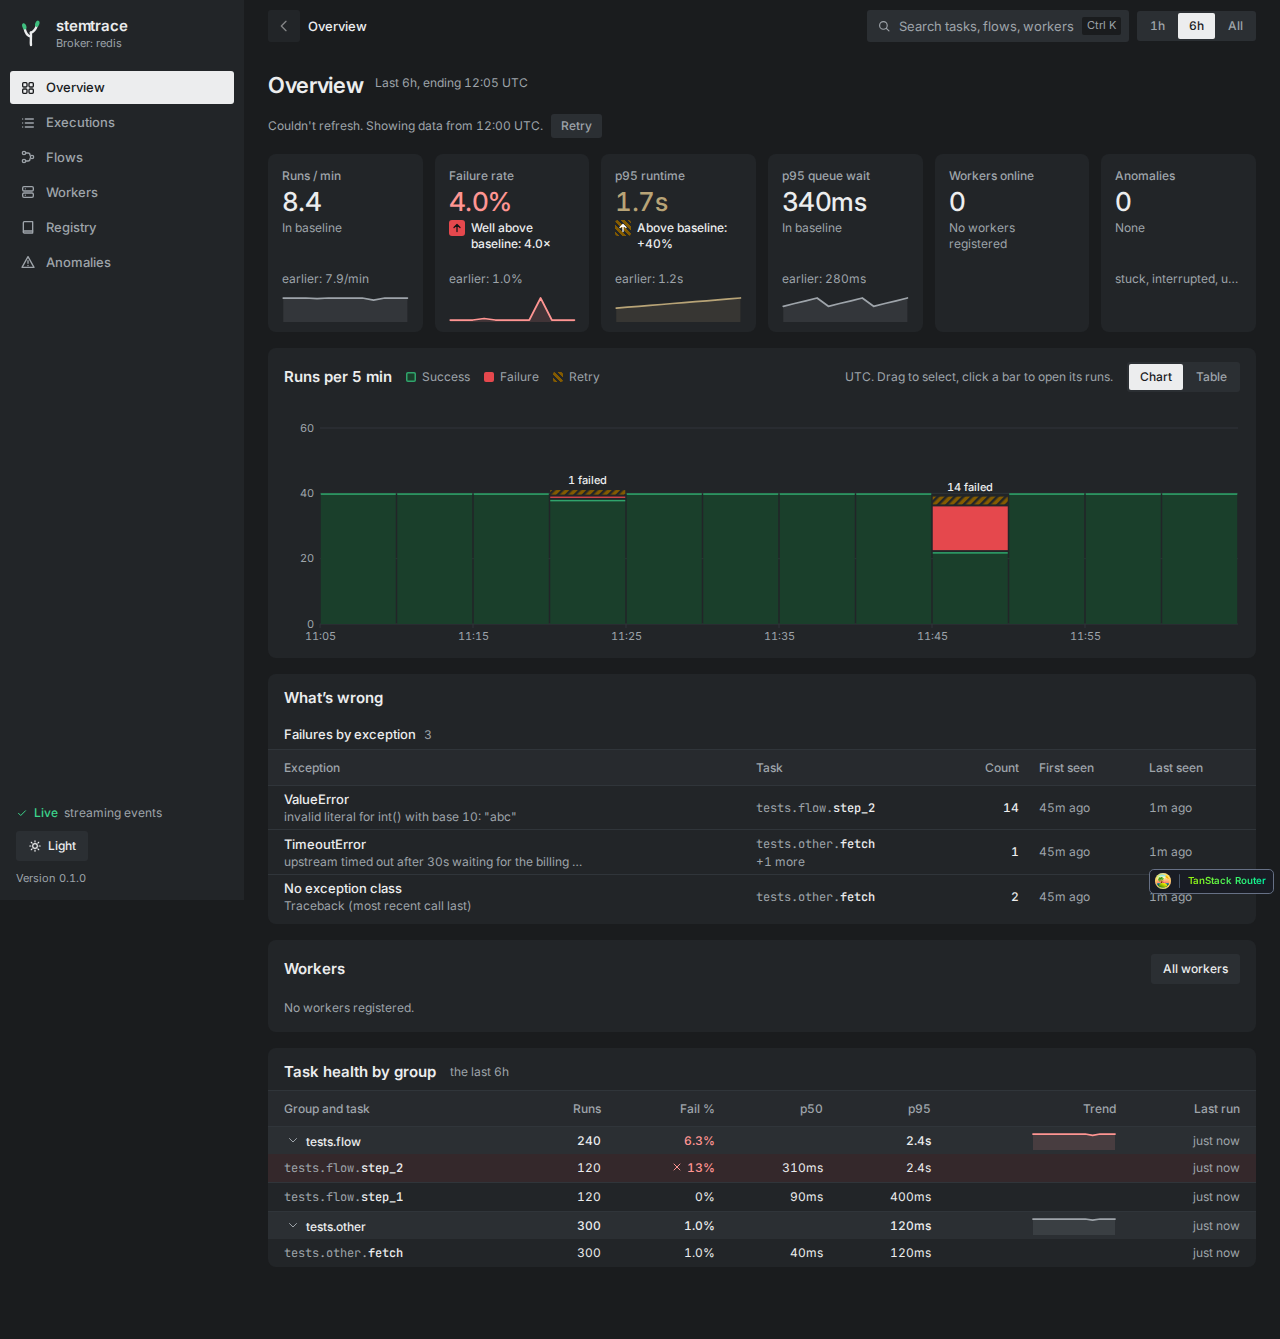 stemtrace
Broker: redis
Overview
Executions
Flows
Workers
Registry
Anomalies
Live streaming events
Light
Version 0.1.0
Overview
Search tasks, flows, workers Ctrl K
1h 6h All
Overview Last 6h, ending 12:05 UTC
Couldn't refresh. Showing data from 12:00 UTC. Retry
Runs / min
8.4
In baseline
earlier: 7.9/min
Failure rate
4.0%
Well above
baseline: 4.0×
earlier: 1.0%
p95 runtime
1.7s
Above baseline:
+40%
earlier: 1.2s
p95 queue wait
340ms
In baseline
earlier: 280ms
Workers online
0
No workers
registered
Anomalies
0
None
stuck, interrupted, u...
Runs per 5 min Success Failure Retry
UTC. Drag to select, click a bar to open its runs. Chart Table
60
40
20
0
1 failed
14 failed
11:05 11:15 11:25 11:35 11:45 11:55
What's wrong
Failures by exception 3
Exception Task Count First seen Last seen
ValueError
invalid literal for int() with base 10: "abc"
tests.flow.step_2 14 45m ago 1m ago
TimeoutError
upstream timed out after 30s waiting for the billing ...
tests.other.fetch
+1 more
1 45m ago 1m ago
No exception class
Traceback (most recent call last)
tests.other.fetch 2 45m ago 1m ago
TanStack Router
Workers All workers
No workers registered.
Task health by group the last 6h
Group and task Runs Fail % p50 p95 Trend Last run
tests.flow 240 6.3% 2.4s just now
tests.flow.step_2 120 × 13% 310ms 2.4s just now
tests.flow.step_1 120 0% 90ms 400ms just now
tests.other 300 1.0% 120ms just now
tests.other.fetch 300 1.0% 40ms 120ms just now